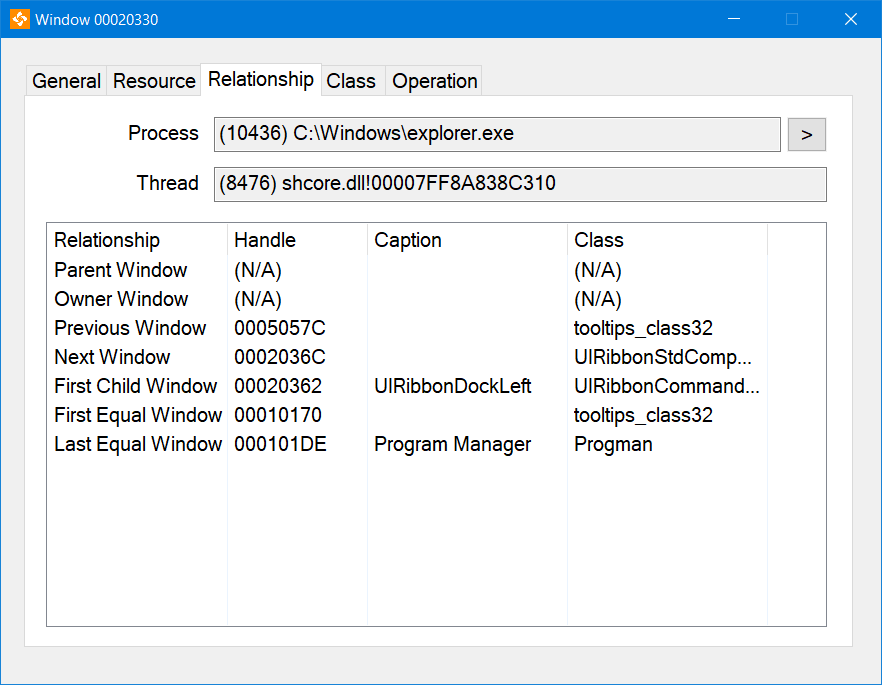 Window 00020330
General Resource Relationship Class Operation
Process (10436) C:\Windows\explorer.exe >
Thread (8476) shcore.dll!00007FF8A838C310
Relationship Handle Caption Class
Parent Window (N/A) (N/A)
Owner Window (N/A) (N/A)
Previous Window 0005057C tooltips_class32
Next Window 0002036C UIRibbonStdComp...
First Child Window 00020362 UIRibbonDockLeft UIRibbonCommand...
First Equal Window 00010170 tooltips_class32
Last Equal Window 000101DE Program Manager Progman